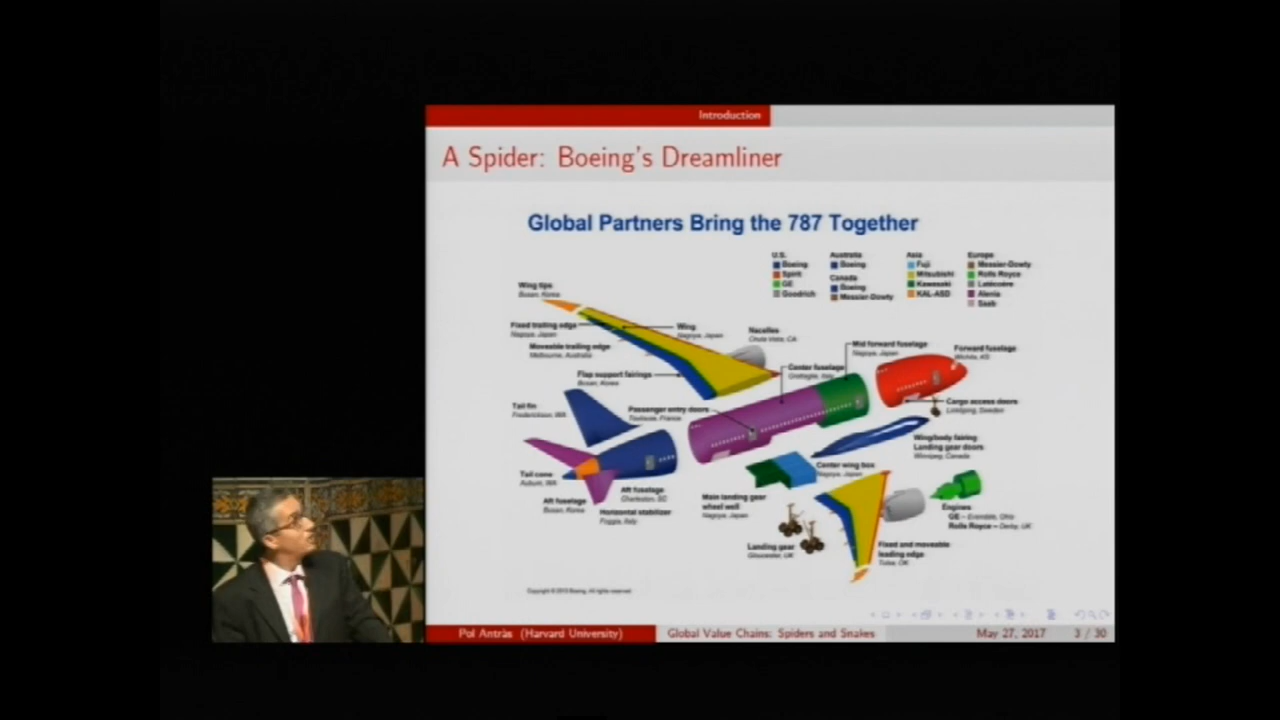 Introduction
A Spider: Boeing's Dreamliner
Global Partners Bring the 787 Together
U.S.
Boeing
Spirit
GE
Goodrich
Australia
Boeing
Canada
Boeing
Messier-Dowty
Asia
Fuji
Mitsubishi
Kawasaki
KAL-ASD
Europe
Messier-Dowty
Rolls Royce
Latécoère
Alenia
Saab
Wing tips
Busan, Korea
Fixed trailing edge
Nagoya, Japan
Moveable trailing edge
Melbourne, Australia
Wing
Nagoya, Japan
Nacelles
Chula Vista, CA
Flap support fairings
Busan, Korea
Mid forward fuselage
Nagoya, Japan
Forward fuselage
Wichita, KS
Center fuselage
Grottaglie, Italy
Tail fin
Frederickson, WA
Passenger entry doors
Toulouse, France
Cargo access doors
Linköping, Sweden
Wing/body fairing
Landing gear doors
Winnipeg, Canada
Tail cone
Auburn, WA
Center wing box
Nagoya, Japan
Aft fuselage
Busan, Korea
Aft fuselage
Charleston, SC
Horizontal stabilizer
Foggia, Italy
Main landing gear
wheel well
Nagoya, Japan
Engines
GE – Evendale, Ohio
Rolls Royce – Derby, UK
Landing gear
Gloucester, UK
Fixed and moveable
leading edge
Tulsa, OK
Copyright © 2013 Boeing. All rights reserved.
Pol Antràs (Harvard University)
Global Value Chains: Spiders and Snakes
May 27, 2017
3 / 30